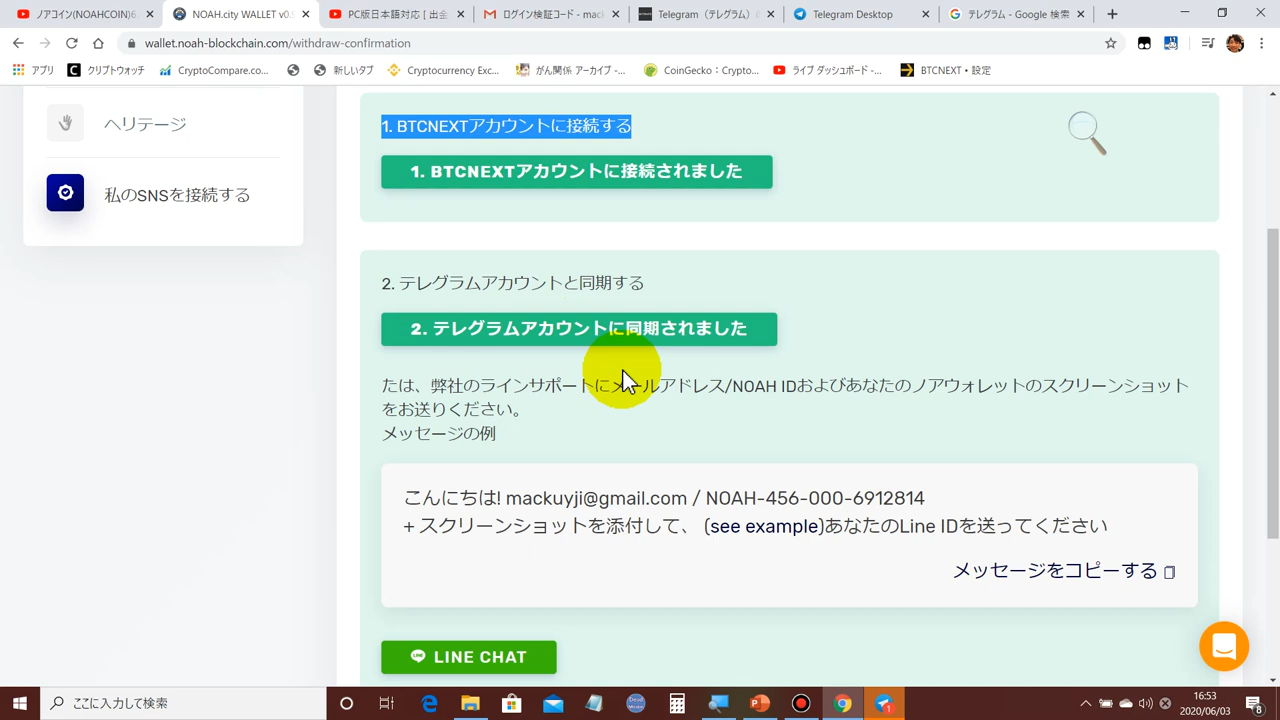 ノアコイン(NOAHCOIN)6
NOAH.city WALLET v0.
PC版日本語対応 [ 出金
ログイン検証コード - mack
Telegram（テレグラム）
Telegram Desktop
テレグラム - Google 検索
wallet.noah-blockchain.com/withdraw-confirmation
アプリ
クリプトウォッチ
CryptoCompare.co...
新しいタブ
Cryptocurrency Exc...
がん関係 アーカイブ -...
CoinGecko：Crypto...
ライブ ダッシュボード -...
BTCNEXT・設定
ヘリテージ
私のSNSを接続する
1. BTCNEXTアカウントに接続する
1. BTCNEXTアカウントに接続されました
2. テレグラムアカウントと同期する
2. テレグラムアカウントに同期されました
たは、弊社のラインサポートにメールアドレス/NOAH IDおよびあなたのノアウォレットのスクリーンショット
をお送りください。
メッセージの例
こんにちは! mackuyji@gmail.com / NOAH-456-000-6912814
+ スクリーンショットを添付して、 (see example)あなたのLine IDを送ってください
メッセージをコピーする
LINE CHAT
ここに入力して検索
16:53
2020/06/03